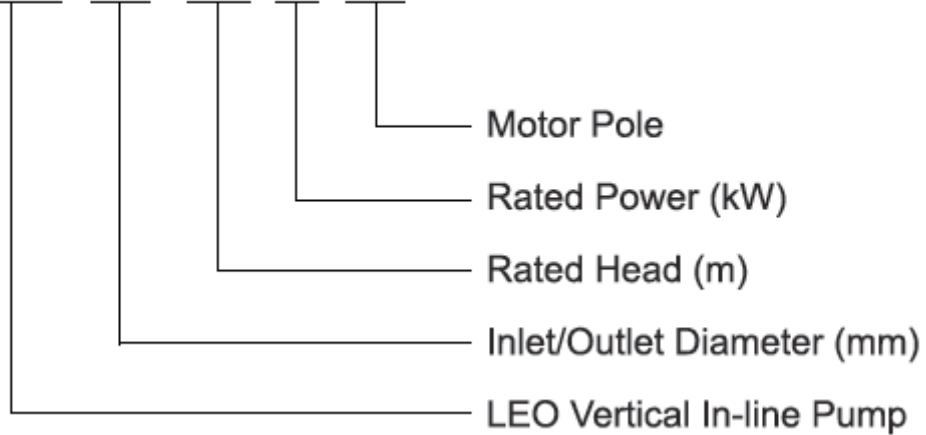 Motor Pole
Rated Power (kW)
Rated Head (m)
Inlet/Outlet Diameter (mm)
LEO Vertical In-line Pump